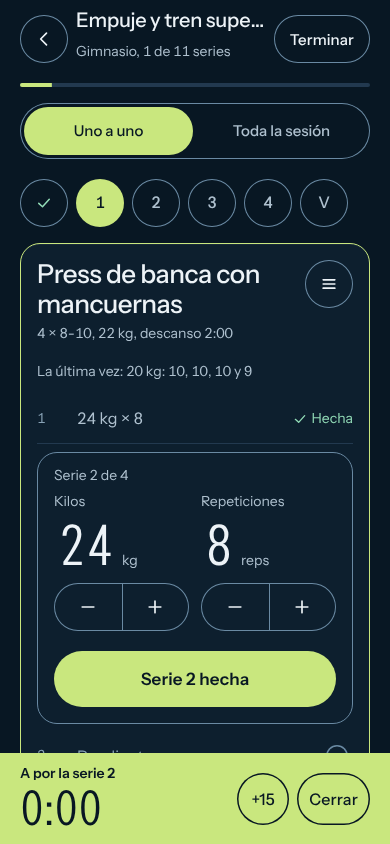 Empuje y tren supe...
Gimnasio, 1 de 11 series
Terminar
Uno a uno
Toda la sesión
1
2
3
4
V
Press de banca con
mancuernas
4 × 8-10, 22 kg, descanso 2:00
La última vez: 20 kg: 10, 10, 10 y 9
1
24 kg × 8
Hecha
Serie 2 de 4
Kilos
Repeticiones
24 kg
8 reps
Serie 2 hecha
A por la serie 2
0:00
+15
Cerrar